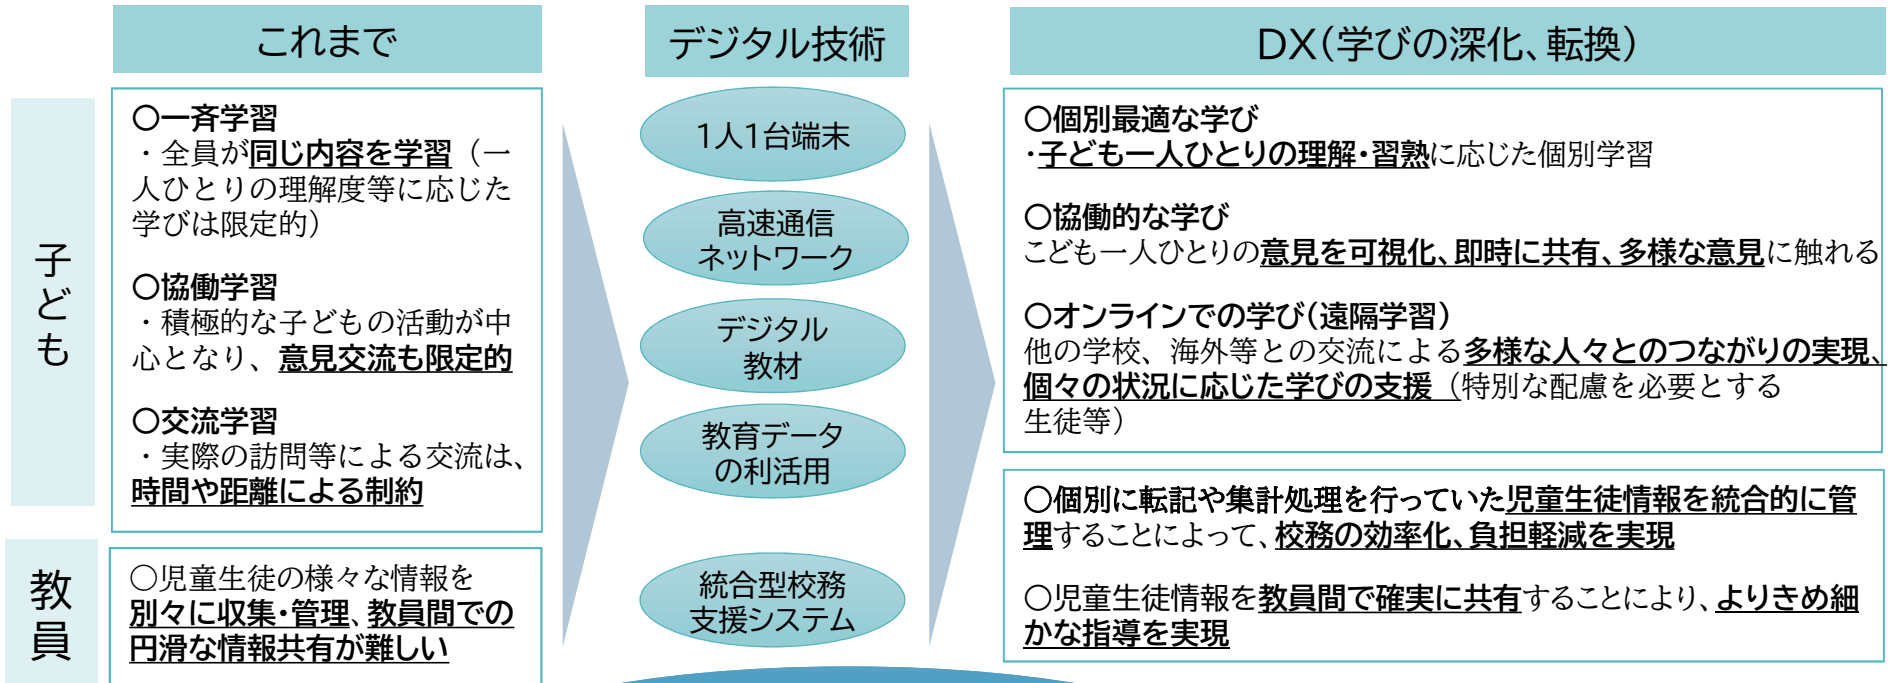 これまで
デジタル技術
DX(学びの深化、転換)
子ども
〇一斉学習
・全員が同じ内容を学習（一
人ひとりの理解度等に応じた
学びは限定的）
〇協働学習
・積極的な子どもの活動が中
心となり、意見交流も限定的
〇交流学習
・実際の訪問等による交流は、
時間や距離による制約
1人1台端末
高速通信
ネットワーク
デジタル
教材
教育データ
の利活用
統合型校務
支援システム
〇個別最適な学び
・子ども一人ひとりの理解・習熟に応じた個別学習
〇協働的な学び
こども一人ひとりの意見を可視化、即時に共有、多様な意見に触れる
〇オンラインでの学び(遠隔学習)
他の学校、海外等との交流による多様な人々とのつながりの実現、
個々の状況に応じた学びの支援（特別な配慮を必要とする
生徒等）
教員
〇児童生徒の様々な情報を
別々に収集・管理、教員間での
円滑な情報共有が難しい
〇個別に転記や集計処理を行っていた児童生徒情報を統合的に管
理することによって、校務の効率化、負担軽減を実現
〇児童生徒情報を教員間で確実に共有することにより、よりきめ細
かな指導を実現